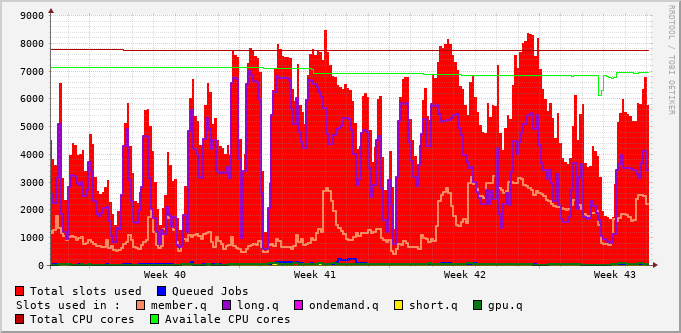 9000
8000
7000
6000
5000
4000
3000
2000
1000
0
Week 40 Week 41 Week 42 Week 43
RRDTOOL / TOBI OETIKER
Total slots used Queued Jobs
Slots used in : member.q long.q ondemand.q short.q gpu.q
Total CPU cores Availale CPU cores